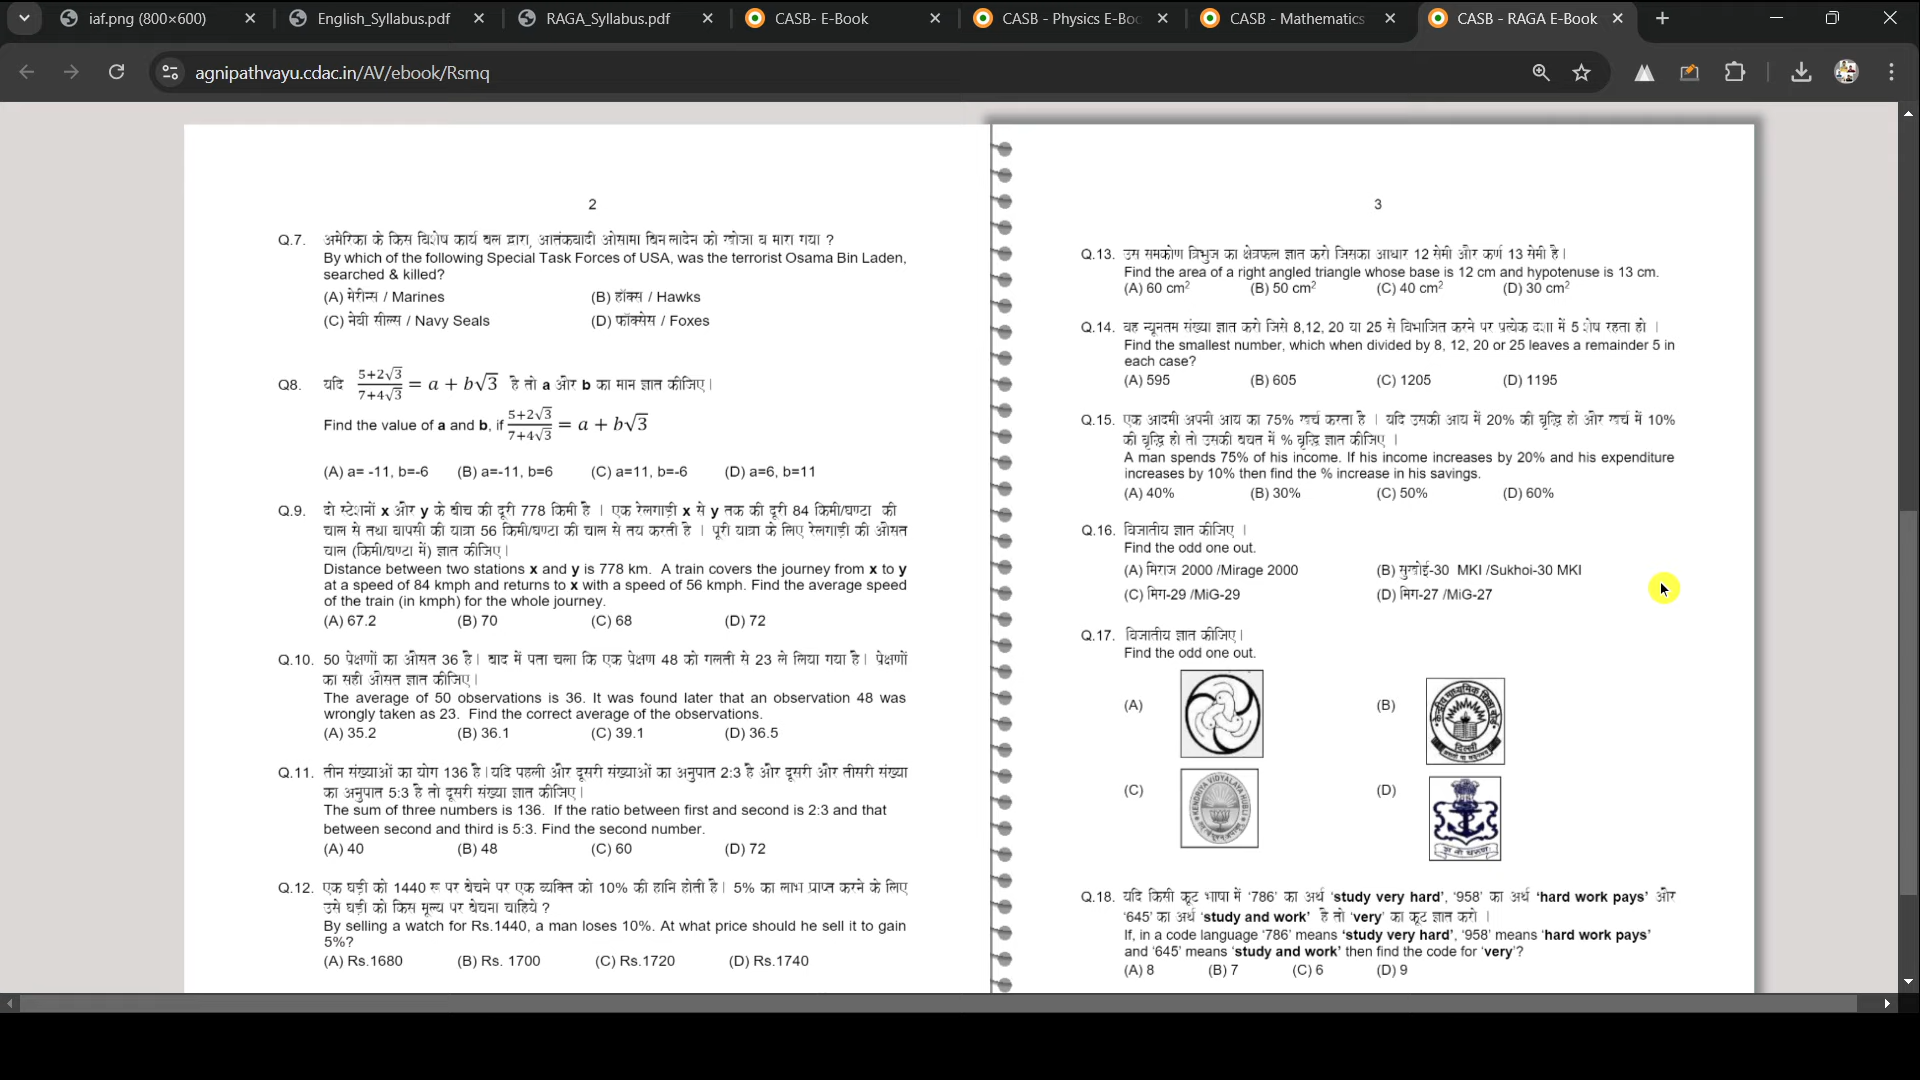 iaf.png (800×600)
English_Syllabus.pdf
RAGA_Syllabus.pdf
CASB- E-Book
CASB - Physics E-Boo
CASB - Mathematics
CASB - RAGA E-Book
agnipathvayu.cdac.in/AV/ebook/Rsmq
2
Q.7. अमेरिका के किस विशेष कार्य बल द्वारा, आतंकवादी ओसामा बिन लादेन को खोजा व मारा गया ?
By which of the following Special Task Forces of USA, was the terrorist Osama Bin Laden,
searched & killed?
(A) मेरीन्स / Marines (B) हॉक्स / Hawks
(C) नेवी सील्स / Navy Seals (D) फॉक्सेस / Foxes
Q8. यदि (5+2√3)/(7+4√3) = a + b√3 है तो a और b का मान ज्ञात कीजिए|
Find the value of a and b, if (5+2√3)/(7+4√3) = a + b√3
(A) a= -11, b=-6 (B) a=-11, b=6 (C) a=11, b=-6 (D) a=6, b=11
Q.9. दो स्टेशनों x और y के बीच की दूरी 778 किमी है । एक रेलगाड़ी x से y तक की दूरी 84 किमी/घण्टा की
चाल से तथा वापसी की यात्रा 56 किमी/घण्टा की चाल से तय करती है । पूरी यात्रा के लिए रेलगाड़ी की औसत
चाल (किमी/घण्टा में) ज्ञात कीजिए|
Distance between two stations x and y is 778 km. A train covers the journey from x to y
at a speed of 84 kmph and returns to x with a speed of 56 kmph. Find the average speed
of the train (in kmph) for the whole journey.
(A) 67.2 (B) 70 (C) 68 (D) 72
Q.10. 50 प्रेक्षणों का औसत 36 है| बाद में पता चला कि एक प्रेक्षण 48 को गलती से 23 ले लिया गया है| प्रेक्षणों
का सही औसत ज्ञात कीजिए|
The average of 50 observations is 36. It was found later that an observation 48 was
wrongly taken as 23. Find the correct average of the observations.
(A) 35.2 (B) 36.1 (C) 39.1 (D) 36.5
Q.11. तीन संख्याओं का योग 136 है|यदि पहली और दूसरी संख्याओं का अनुपात 2:3 है और दूसरी और तीसरी संख्या
का अनुपात 5:3 है तो दूसरी संख्या ज्ञात कीजिए|
The sum of three numbers is 136. If the ratio between first and second is 2:3 and that
between second and third is 5:3. Find the second number.
(A) 40 (B) 48 (C) 60 (D) 72
Q.12. एक घड़ी को 1440 रू पर बेचने पर एक व्यक्ति को 10% की हानि होती है| 5% का लाभ प्राप्त करने के लिए
उसे घड़ी को किस मूल्य पर बेचना चाहिये ?
By selling a watch for Rs.1440, a man loses 10%. At what price should he sell it to gain
5%?
(A) Rs.1680 (B) Rs. 1700 (C) Rs.1720 (D) Rs.1740
3
Q.13. उस समकोण त्रिभुज का क्षेत्रफल ज्ञात करो जिसका आधार 12 सेमी और कर्ण 13 सेमी है|
Find the area of a right angled triangle whose base is 12 cm and hypotenuse is 13 cm.
(A) 60 cm² (B) 50 cm² (C) 40 cm² (D) 30 cm²
Q.14. वह न्यूनतम संख्या ज्ञात करो जिसे 8,12, 20 या 25 से विभाजित करने पर प्रत्येक दशा में 5 शेष रहता हो ।
Find the smallest number, which when divided by 8, 12, 20 or 25 leaves a remainder 5 in
each case?
(A) 595 (B) 605 (C) 1205 (D) 1195
Q.15. एक आदमी अपनी आय का 75% खर्च करता है । यदि उसकी आय में 20% की वृद्धि हो और खर्च में 10%
की वृद्धि हो तो उसकी बचत में % वृद्धि ज्ञात कीजिए ।
A man spends 75% of his income. If his income increases by 20% and his expenditure
increases by 10% then find the % increase in his savings.
(A) 40% (B) 30% (C) 50% (D) 60%
Q.16. विजातीय ज्ञात कीजिए ।
Find the odd one out.
(A) मिराज 2000 /Mirage 2000 (B) सुखोई-30 MKI /Sukhoi-30 MKI
(C) मिग-29 /MiG-29 (D) मिग-27 /MiG-27
Q.17. विजातीय ज्ञात कीजिए|
Find the odd one out.
(A) (B)
(C) (D)
KENDRIYA VIDYALAYA
Q.18. यदि किसी कूट भाषा में '786' का अर्थ 'study very hard', '958' का अर्थ 'hard work pays' और
'645' का अर्थ 'study and work' है तो 'very' का कूट ज्ञात करो ।
If, in a code language '786' means 'study very hard', '958' means 'hard work pays'
and '645' means 'study and work' then find the code for 'very'?
(A) 8 (B) 7 (C) 6 (D) 9